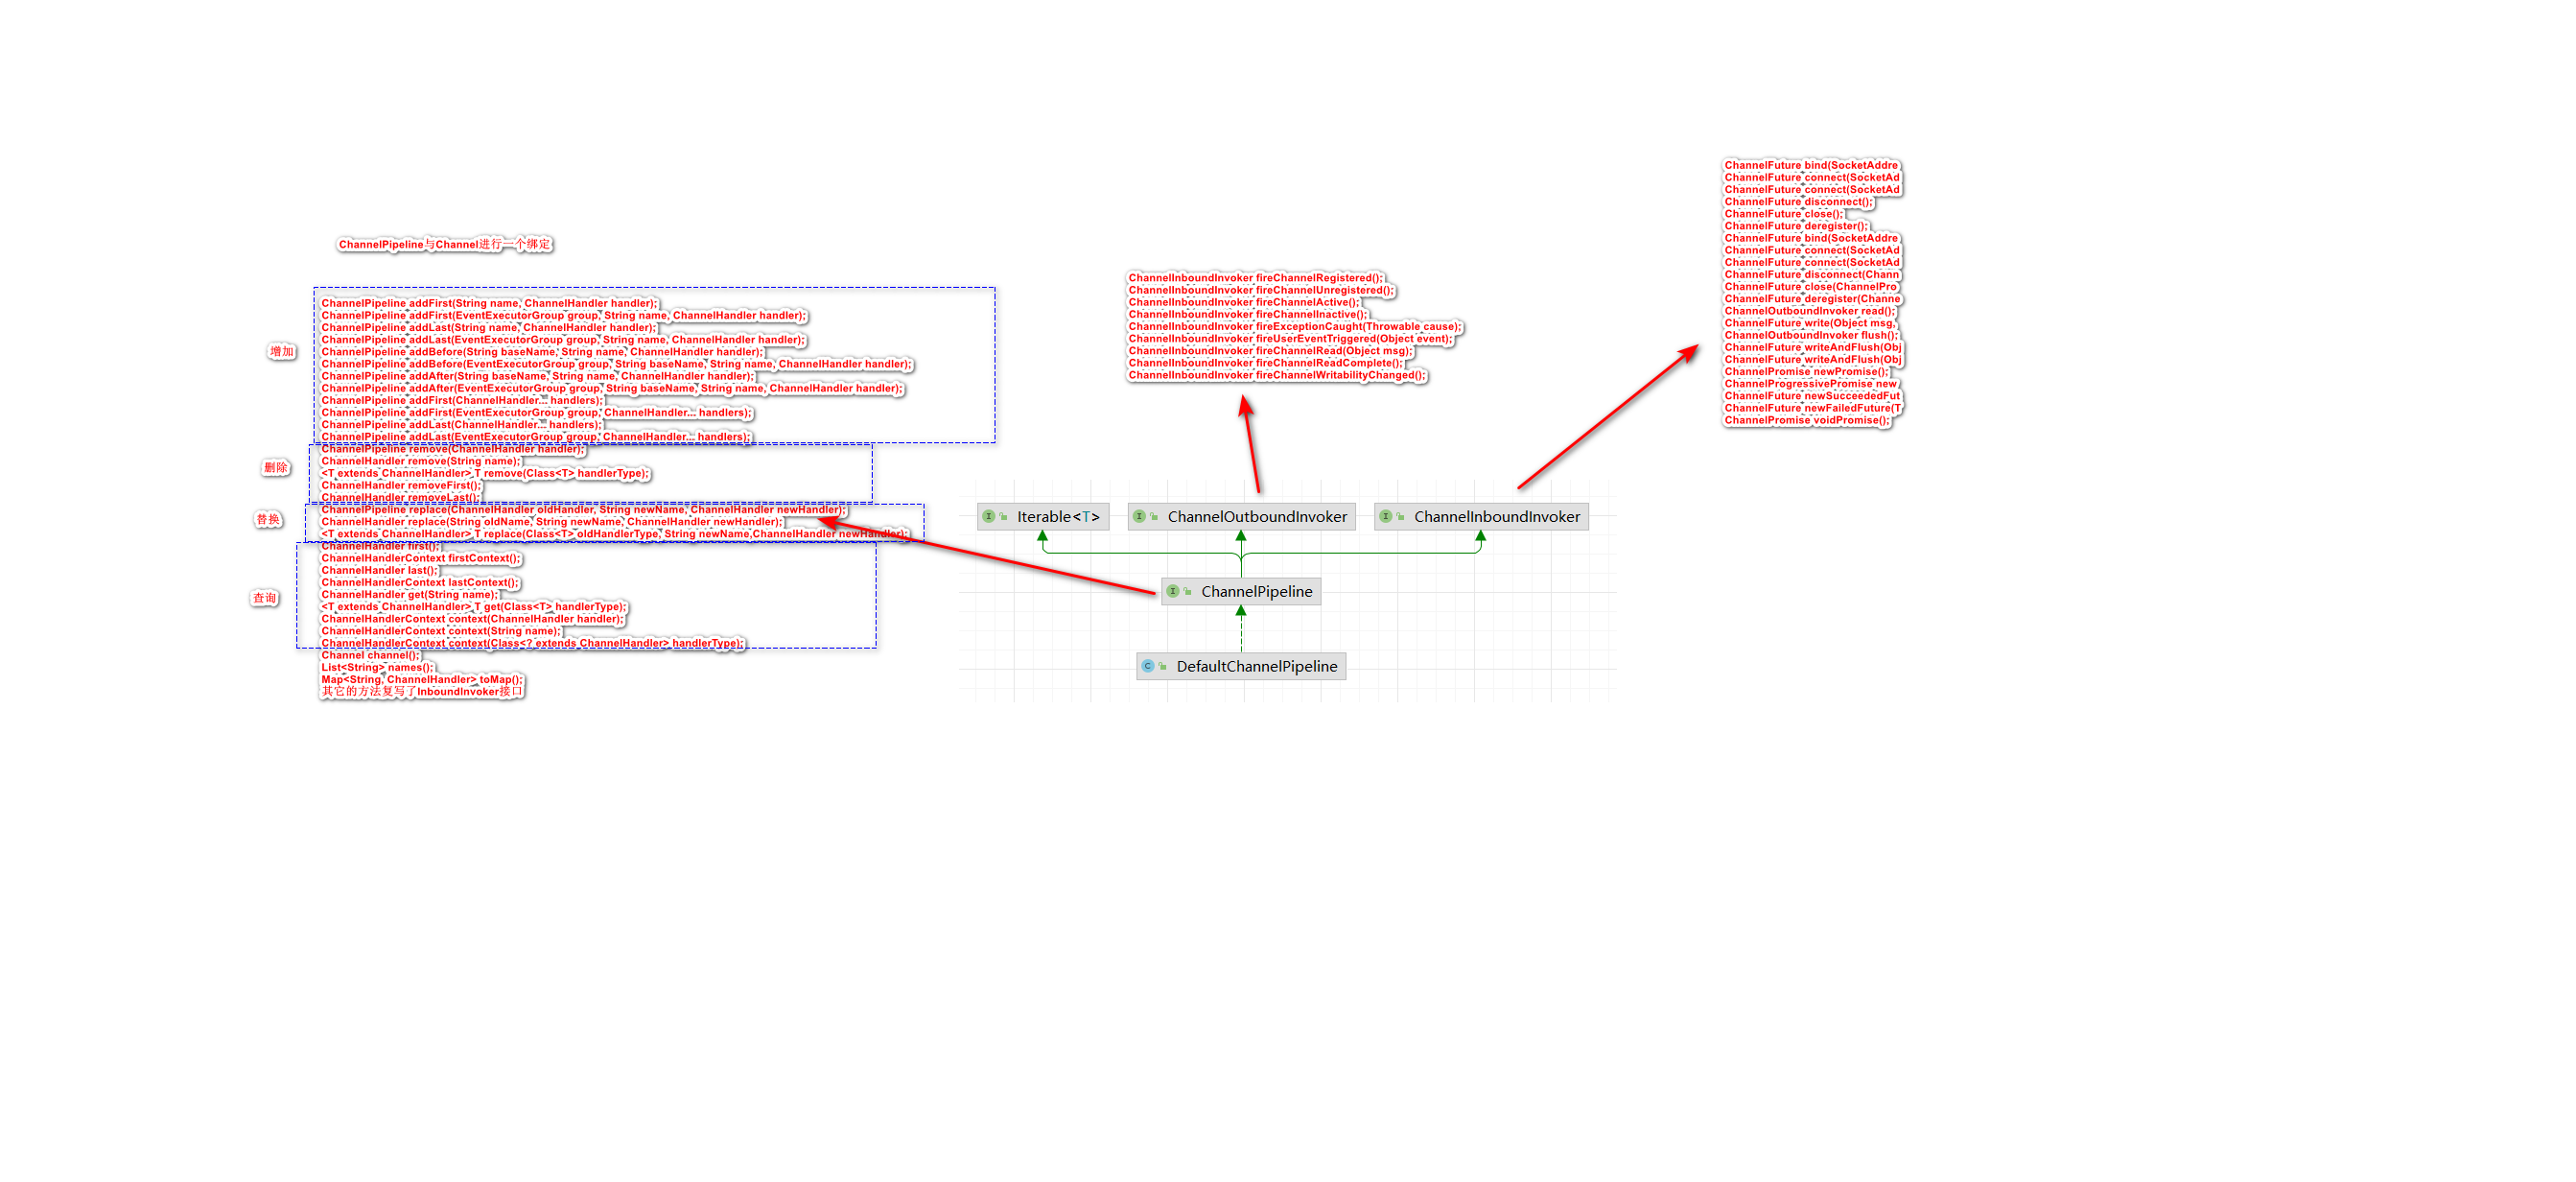 ChannelPipeline与Channel进行一个绑定
增加
ChannelPipeline addFirst(String name, ChannelHandler handler);
ChannelPipeline addFirst(EventExecutorGroup group, String name, ChannelHandler handler);
ChannelPipeline addLast(String name, ChannelHandler handler);
ChannelPipeline addLast(EventExecutorGroup group, String name, ChannelHandler handler);
ChannelPipeline addBefore(String baseName, String name, ChannelHandler handler);
ChannelPipeline addBefore(EventExecutorGroup group, String baseName, String name, ChannelHandler handler);
ChannelPipeline addAfter(String baseName, String name, ChannelHandler handler);
ChannelPipeline addAfter(EventExecutorGroup group, String baseName, String name, ChannelHandler handler);
ChannelPipeline addFirst(ChannelHandler... handlers);
ChannelPipeline addFirst(EventExecutorGroup group, ChannelHandler... handlers);
ChannelPipeline addLast(ChannelHandler... handlers);
ChannelPipeline addLast(EventExecutorGroup group, ChannelHandler... handlers);
删除
ChannelPipeline remove(ChannelHandler handler);
ChannelHandler remove(String name);
<T extends ChannelHandler> T remove(Class<T> handlerType);
ChannelHandler removeFirst();
ChannelHandler removeLast();
替换
ChannelPipeline replace(ChannelHandler oldHandler, String newName, ChannelHandler newHandler);
ChannelHandler replace(String oldName, String newName, ChannelHandler newHandler);
<T extends ChannelHandler> T replace(Class<T> oldHandlerType, String newName,ChannelHandler newHandler);
查询
ChannelHandler first();
ChannelHandlerContext firstContext();
ChannelHandler last();
ChannelHandlerContext lastContext();
ChannelHandler get(String name);
<T extends ChannelHandler> T get(Class<T> handlerType);
ChannelHandlerContext context(ChannelHandler handler);
ChannelHandlerContext context(String name);
ChannelHandlerContext context(Class<? extends ChannelHandler> handlerType);
Channel channel();
List<String> names();
Map<String, ChannelHandler> toMap();
其它的方法复写了InboundInvoker接口
ChannelInboundInvoker fireChannelRegistered();
ChannelInboundInvoker fireChannelUnregistered();
ChannelInboundInvoker fireChannelActive();
ChannelInboundInvoker fireChannelInactive();
ChannelInboundInvoker fireExceptionCaught(Throwable cause);
ChannelInboundInvoker fireUserEventTriggered(Object event);
ChannelInboundInvoker fireChannelRead(Object msg);
ChannelInboundInvoker fireChannelReadComplete();
ChannelInboundInvoker fireChannelWritabilityChanged();
ChannelFuture bind(SocketAddre
ChannelFuture connect(SocketAd
ChannelFuture connect(SocketAd
ChannelFuture disconnect();
ChannelFuture close();
ChannelFuture deregister();
ChannelFuture bind(SocketAddre
ChannelFuture connect(SocketAd
ChannelFuture connect(SocketAd
ChannelFuture disconnect(Chann
ChannelFuture close(ChannelPro
ChannelFuture deregister(Channe
ChannelOutboundInvoker read();
ChannelFuture write(Object msg,
ChannelOutboundInvoker flush();
ChannelFuture writeAndFlush(Obj
ChannelFuture writeAndFlush(Obj
ChannelPromise newPromise();
ChannelProgressivePromise new
ChannelFuture newSucceededFut
ChannelFuture newFailedFuture(T
ChannelPromise voidPromise();
I Iterable<T>
I ChannelOutboundInvoker
I ChannelInboundInvoker
I ChannelPipeline
C DefaultChannelPipeline